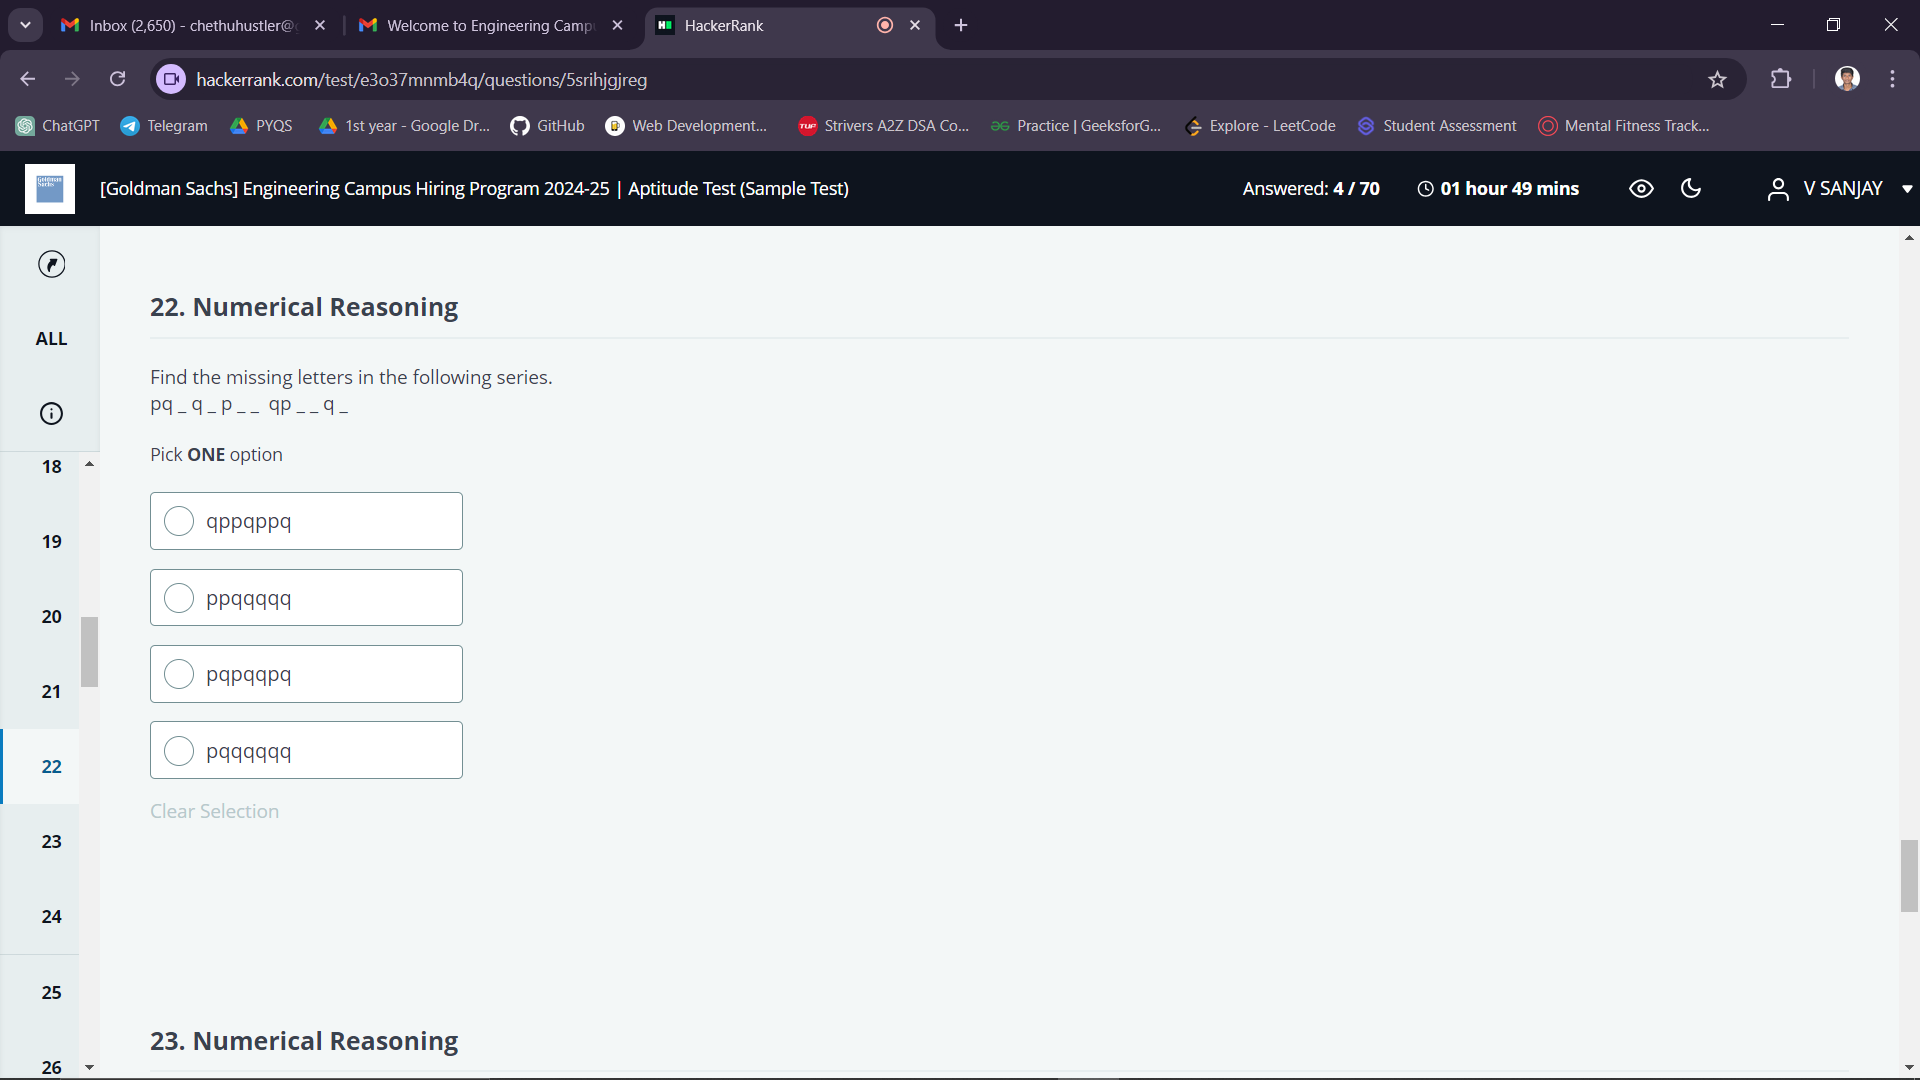 Inbox (2,650) - chethuhustler@g
Welcome to Engineering Camp
HackerRank
hackerrank.com/test/e3o37mnmb4q/questions/5srihjgjreg
ChatGPT
Telegram
PYQS
1st year - Google Dr...
GitHub
Web Development...
TUF
Strivers A2Z DSA Co...
Practice | GeeksforG...
Explore - LeetCode
Student Assessment
Mental Fitness Track...
Goldman
Sachs
[Goldman Sachs] Engineering Campus Hiring Program 2024-25 | Aptitude Test (Sample Test)
Answered: 4 / 70
01 hour 49 mins
V SANJAY
ALL
18
19
20
21
22
23
24
25
26
22. Numerical Reasoning
Find the missing letters in the following series.
pq _ q _ p _ _ qp _ _ q _
Pick ONE option
qppqppq
ppqqqqq
pqpqqpq
pqqqqqq
Clear Selection
23. Numerical Reasoning